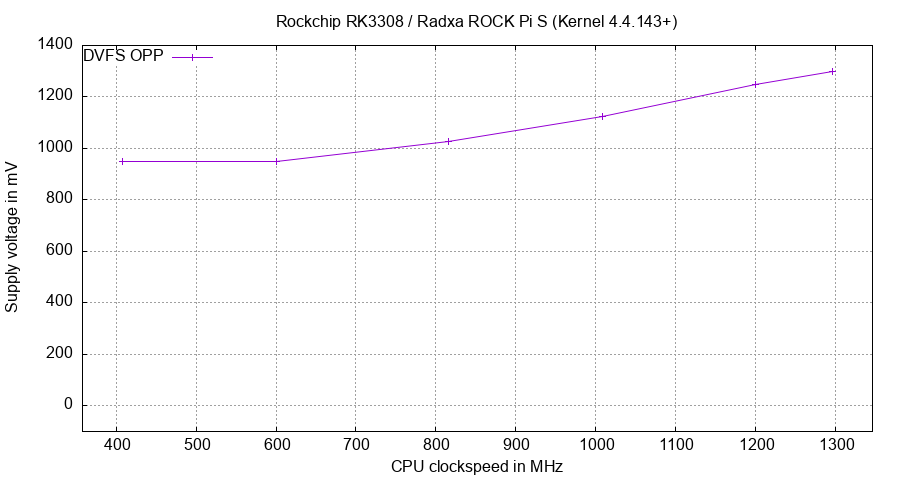 Rockchip RK3308 / Radxa ROCK Pi S (Kernel 4.4.143+)
DVFS OPP
1400
1200
1000
800
600
400
200
0
Supply voltage in mV
400 500 600 700 800 900 1000 1100 1200 1300
CPU clockspeed in MHz